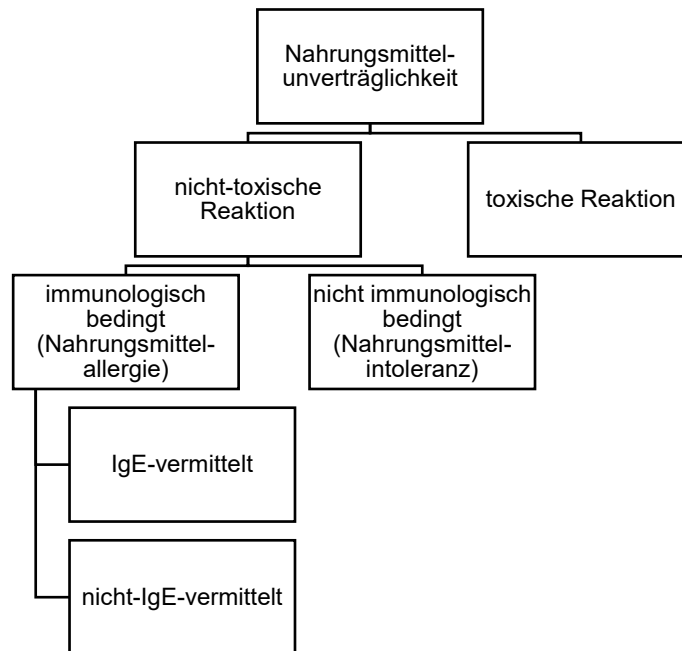 Nahrungsmittel-
unverträglichkeit
nicht-toxische
Reaktion
toxische Reaktion
immunologisch
bedingt
(Nahrungsmittel-
allergie)
nicht immunologisch
bedingt
(Nahrungsmittel-
intoleranz)
IgE-vermittelt
nicht-IgE-vermittelt